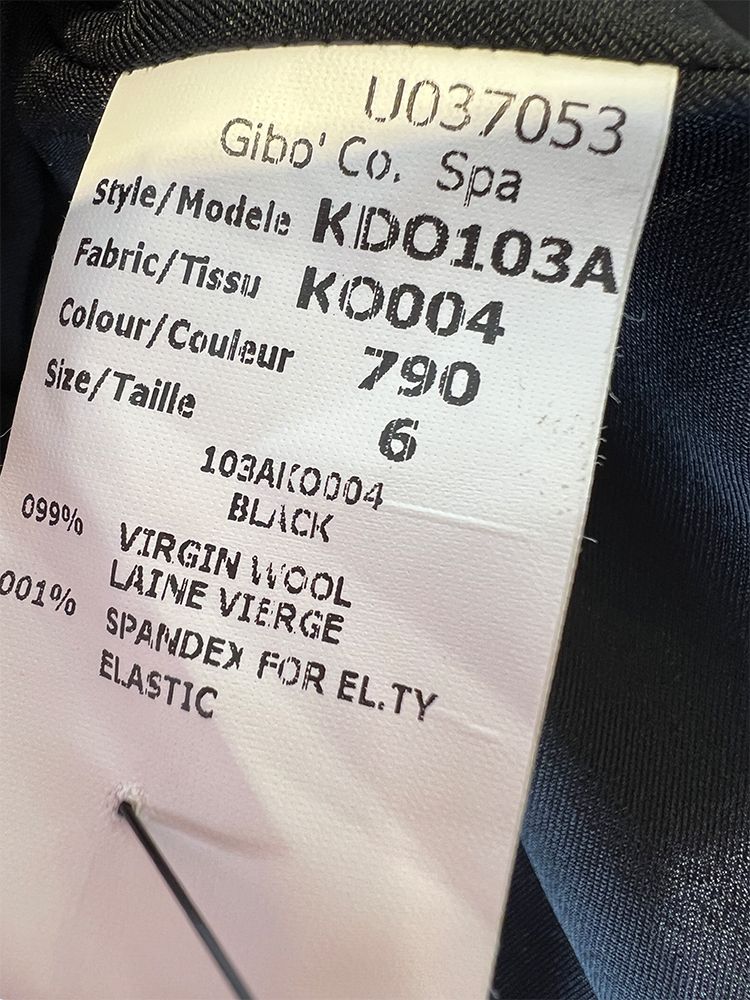 U037053
Gibo' Co. Spa
Style/Modele KDO103A
Fabric/Tissu KO004
Colour/Couleur 790
Size/Taille 6
103AKO004
BLACK
099% VIRGIN WOOL
LAINE VIERGE
001% SPANDEX FOR EL.TY
ELASTIC